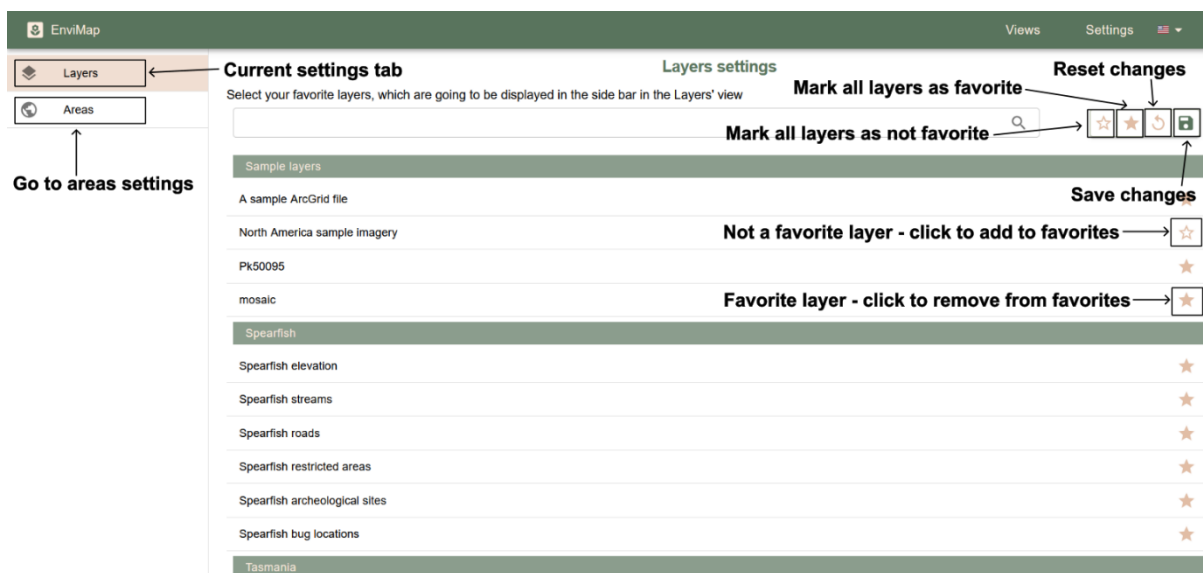 EnviMap Views Settings
Layers Current settings tab Layers settings Reset changes
Select your favorite layers, which are going to be displayed in the side bar in the Layers' view Mark all layers as favorite
Areas
Mark all layers as not favorite
Go to areas settings
Sample layers
Save changes
A sample ArcGrid file
North America sample imagery Not a favorite layer - click to add to favorites
Pk50095
mosaic Favorite layer - click to remove from favorites
Spearfish
Spearfish elevation
Spearfish streams
Spearfish roads
Spearfish restricted areas
Spearfish archeological sites
Spearfish bug locations
Tasmania